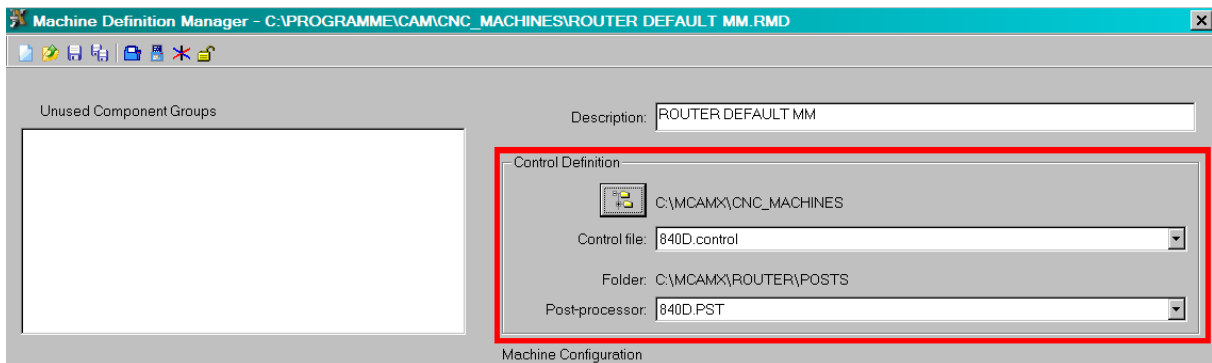 Machine Definition Manager - C:\PROGRAMME\CAM\CNC_MACHINES\ROUTER DEFAULT MM.RMD
Unused Component Groups
Description: ROUTER DEFAULT MM
Control Definition
C:\MCAMX\CNC_MACHINES
Control file: 840D.control
Folder: C:\MCAMX\ROUTER\POSTS
Post-processor: 840D.PST
Machine Configuration